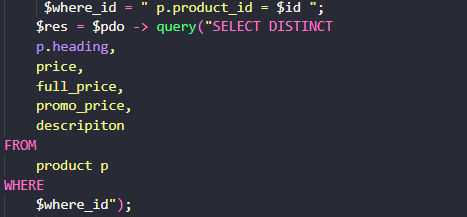 $where_id = " p.product_id = $id ";
$res = $pdo -> query("SELECT DISTINCT
p.heading,
price,
full_price,
promo_price,
descripiton
FROM
product p
WHERE
$where_id");